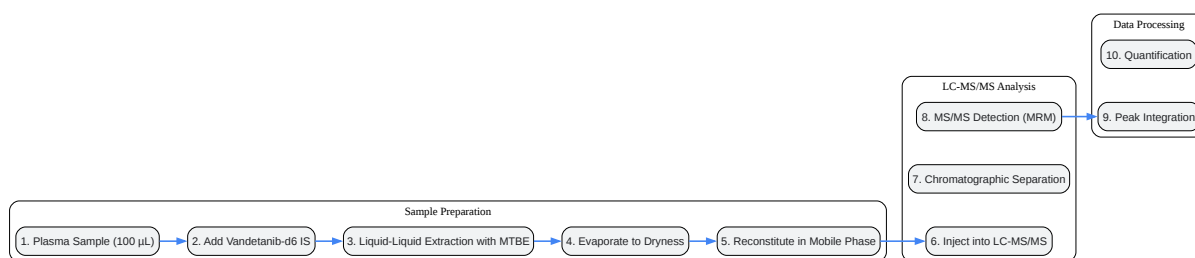 Sample Preparation
1. Plasma Sample (100 µL)
2. Add Vandetanib-d6 IS
3. Liquid-Liquid Extraction with MTBE
4. Evaporate to Dryness
5. Reconstitute in Mobile Phase
LC-MS/MS Analysis
6. Inject into LC-MS/MS
7. Chromatographic Separation
8. MS/MS Detection (MRM)
Data Processing
9. Peak Integration
10. Quantification